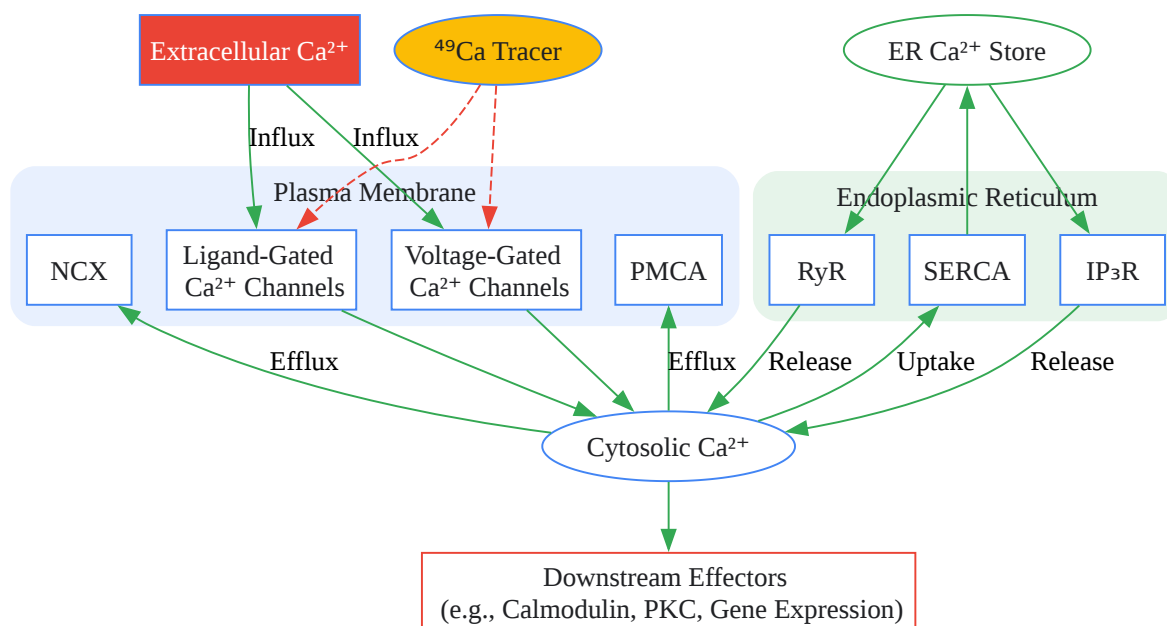 Extracellular Ca²⁺
⁴⁹Ca Tracer
ER Ca²⁺ Store
Influx
Influx
Plasma Membrane
Endoplasmic Reticulum
NCX
Ligand-Gated
Ca²⁺ Channels
Voltage-Gated
Ca²⁺ Channels
PMCA
RyR
SERCA
IP₃R
Efflux
Efflux
Release
Uptake
Release
Cytosolic Ca²⁺
Downstream Effectors
(e.g., Calmodulin, PKC, Gene Expression)